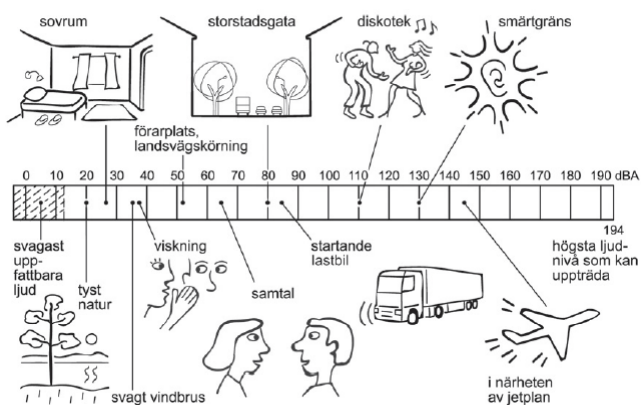 sovrum
storstadsgata
diskotek
smärtgräns
förarplats,
landsvägskörning
0 10 20 30 40 50 60 70 80 90 100 110 120 130 140 150 160 170 180 190 dBA
194
svagast
upp-
fattbara
ljud
tyst
natur
svagt vindbrus
viskning
samtal
startande
lastbil
i närheten
av jetplan
högsta ljud-
nivå som kan
uppträda